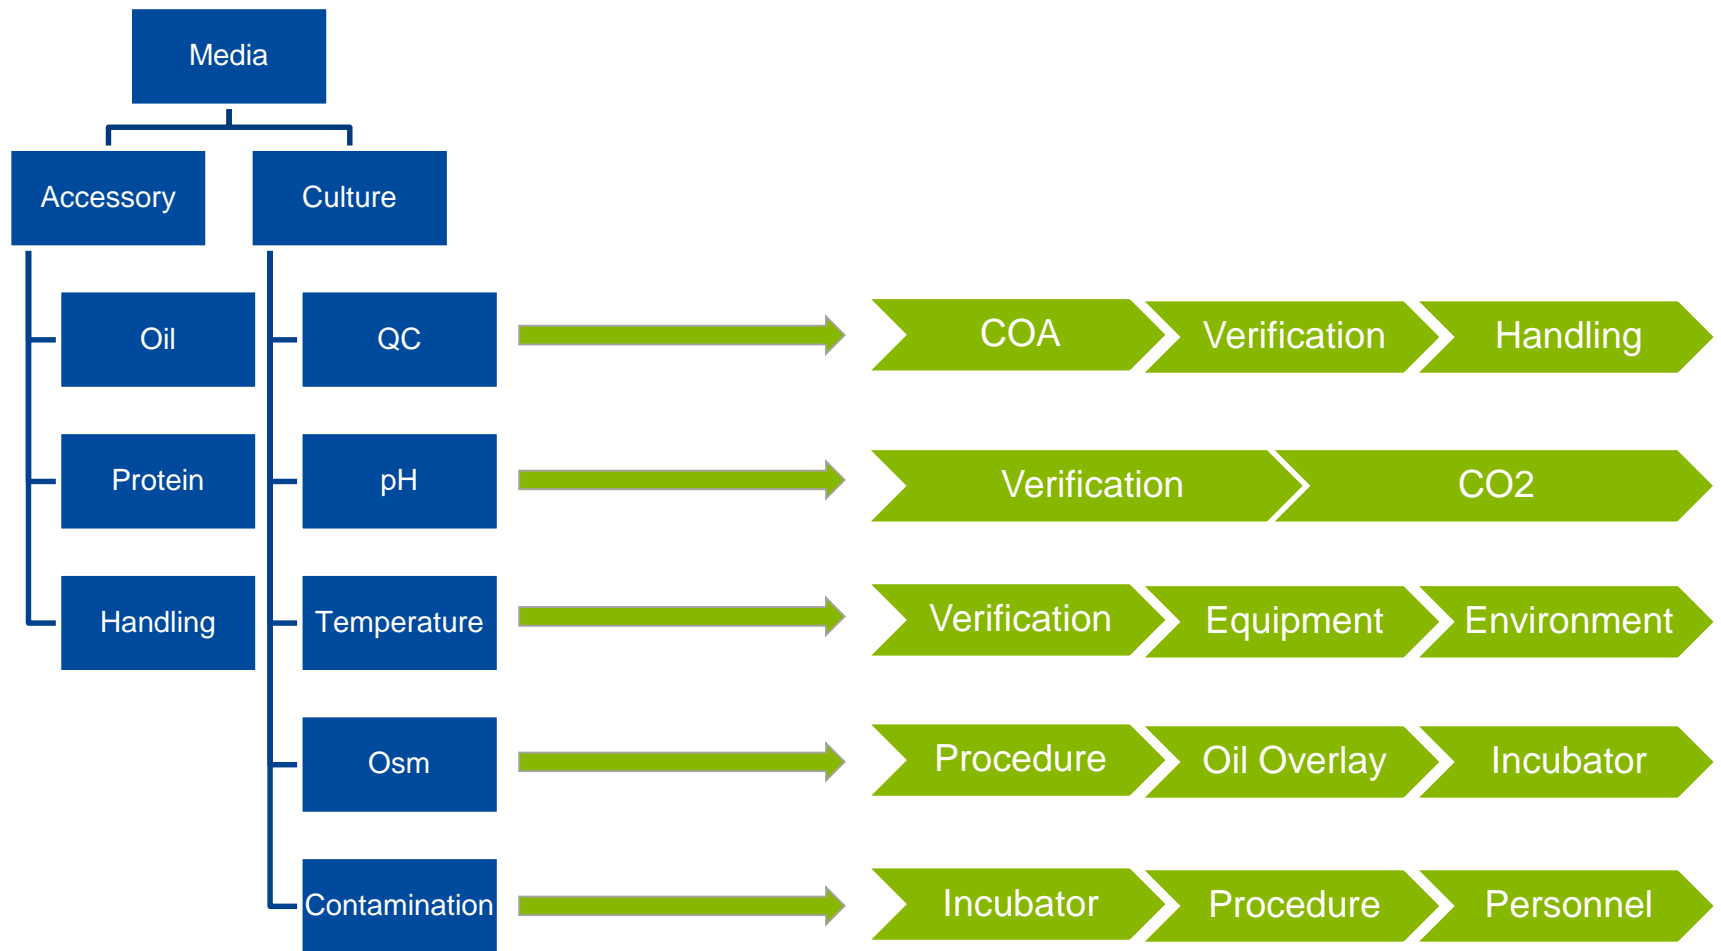 Media
Accessory
Culture
Oil
QC
COA
Verification
Handling
Protein
pH
Verification
CO2
Handling
Temperature
Verification
Equipment
Environment
Osm
Procedure
Oil Overlay
Incubator
Contamination
Incubator
Procedure
Personnel